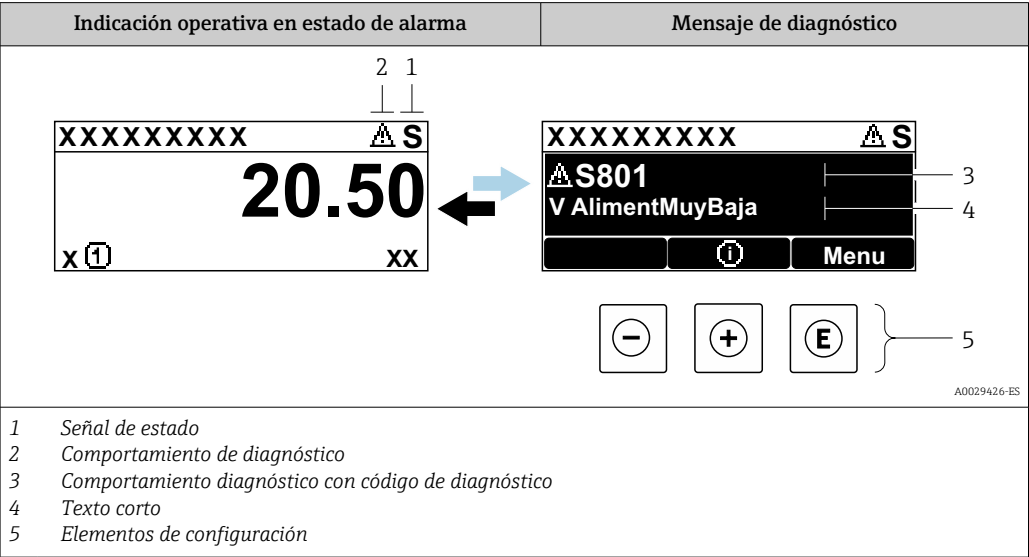 Indicación operativa en estado de alarma
Mensaje de diagnóstico
2 1
XXXXXXXXX ⚠ S
20.50
x 1 xx
XXXXXXXXX ⚠ S
⚠S801
V AlimentMuyBaja
i Menu
3
4
− + E
5
A0029426-ES
1 Señal de estado
2 Comportamiento de diagnóstico
3 Comportamiento diagnóstico con código de diagnóstico
4 Texto corto
5 Elementos de configuración